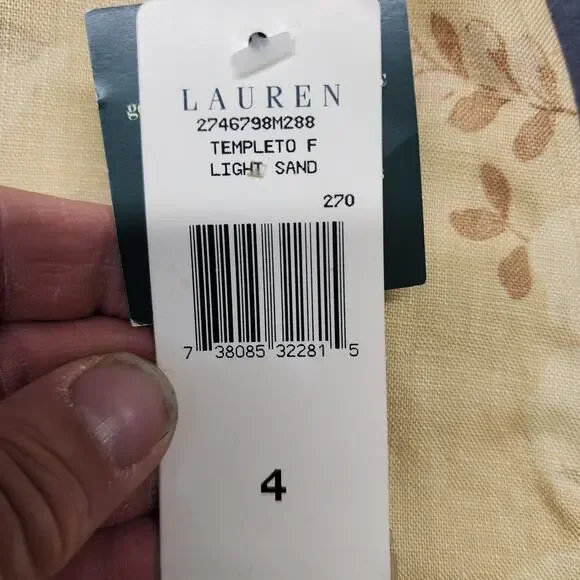 LAUREN
2746798M288
TEMPLETO F
LIGHT SAND
270
7 38085 32281 5
4